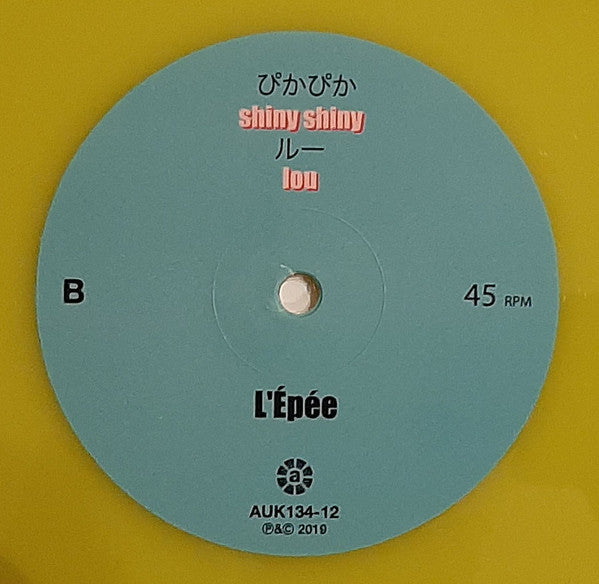 ぴかぴか
shiny shiny
ルー
lou
B
45 RPM
L'Épée
a
AUK134-12
℗&© 2019